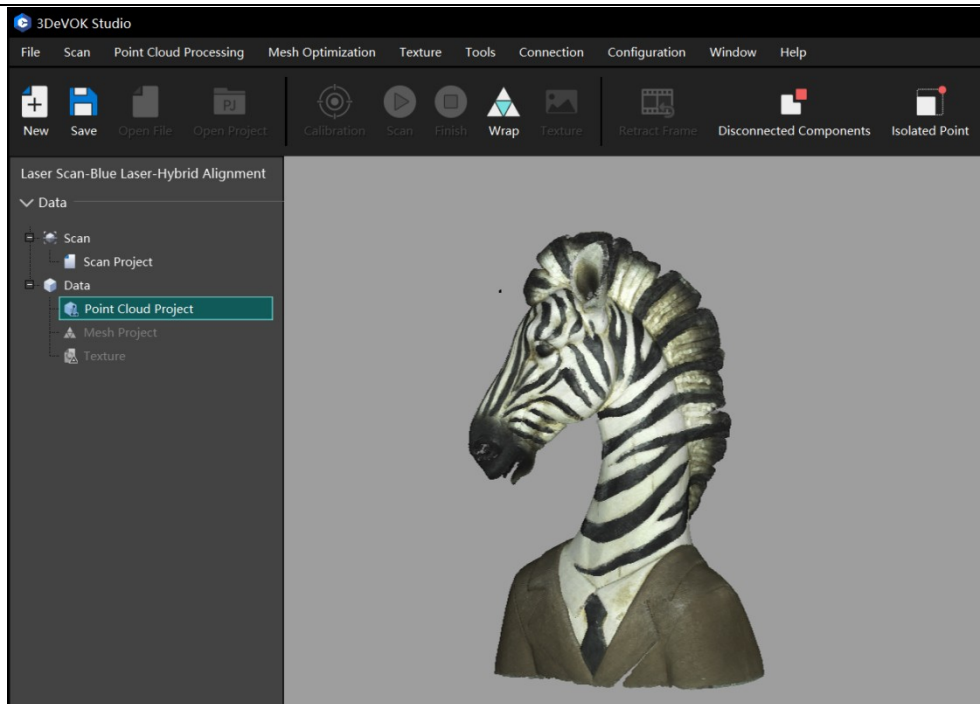 3DeVOK Studio
File Scan Point Cloud Processing Mesh Optimization Texture Tools Connection Configuration Window Help
PJ
New Save Open File Open Project Calibration Scan Finish Wrap Texture Retract Frame Disconnected Components Isolated Point
Laser Scan-Blue Laser-Hybrid Alignment
Data
Scan
Scan Project
Data
Point Cloud Project
Mesh Project
Texture